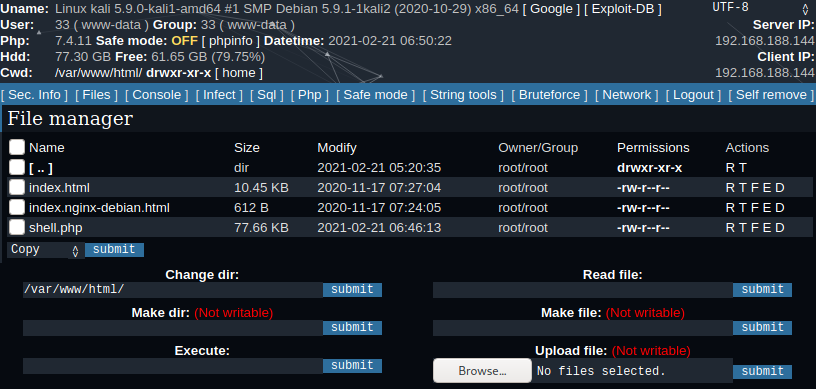 Uname: Linux kali 5.9.0-kali1-amd64 #1 SMP Debian 5.9.1-1kali2 (2020-10-29) x86_64 [ Google ] [ Exploit-DB ] UTF-8
User: 33 ( www-data ) Group: 33 ( www-data ) Server IP:
Php: 7.4.11 Safe mode: OFF [ phpinfo ] Datetime: 2021-02-21 06:50:22 192.168.188.144
Hdd: 77.30 GB Free: 61.65 GB (79.75%) Client IP:
Cwd: /var/www/html/ drwxr-xr-x [ home ] 192.168.188.144
[ Sec. Info ] [ Files ] [ Console ] [ Infect ] [ Sql ] [ Php ] [ Safe mode ] [ String tools ] [ Bruteforce ] [ Network ] [ Logout ] [ Self remove ]
File manager
Name Size Modify Owner/Group Permissions Actions
[ .. ] dir 2021-02-21 05:20:35 root/root drwxr-xr-x R T
index.html 10.45 KB 2020-11-17 07:27:04 root/root -rw-r--r-- R T F E D
index.nginx-debian.html 612 B 2020-11-17 07:24:05 root/root -rw-r--r-- R T F E D
shell.php 77.66 KB 2021-02-21 06:46:13 root/root -rw-r--r-- R T F E D
Copy submit
Change dir: Read file:
/var/www/html/ submit submit
Make dir: (Not writable) Make file: (Not writable)
submit submit
Execute: Upload file: (Not writable)
submit Browse... No files selected. submit